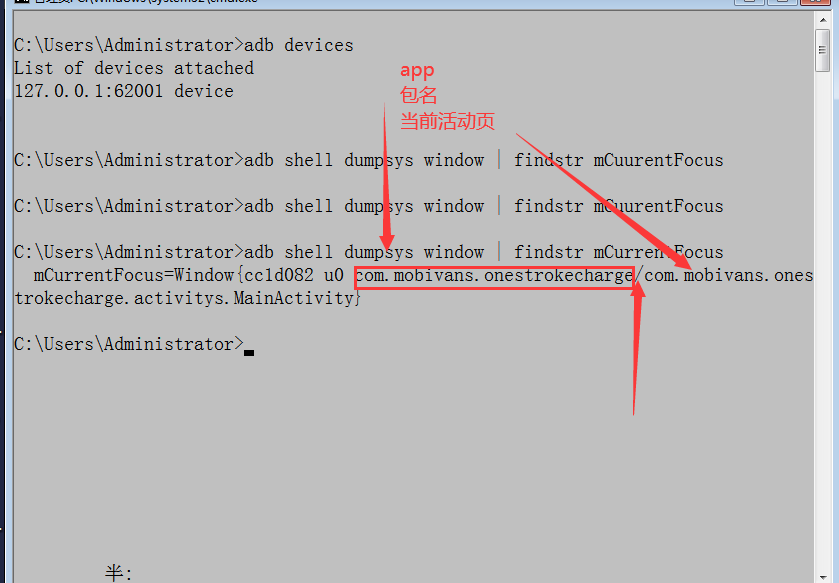 C:\Users\Administrator>adb devices
List of devices attached
127.0.0.1:62001 device
app
包名
当前活动页
C:\Users\Administrator>adb shell dumpsys window | findstr mCuurentFocus
C:\Users\Administrator>adb shell dumpsys window | findstr mCuurentFocus
C:\Users\Administrator>adb shell dumpsys window | findstr mCurrentFocus
mCurrentFocus=Window{cc1d082 u0 com.mobivans.onestrokecharge/com.mobivans.ones
trokecharge.activitys.MainActivity}
C:\Users\Administrator>
半: